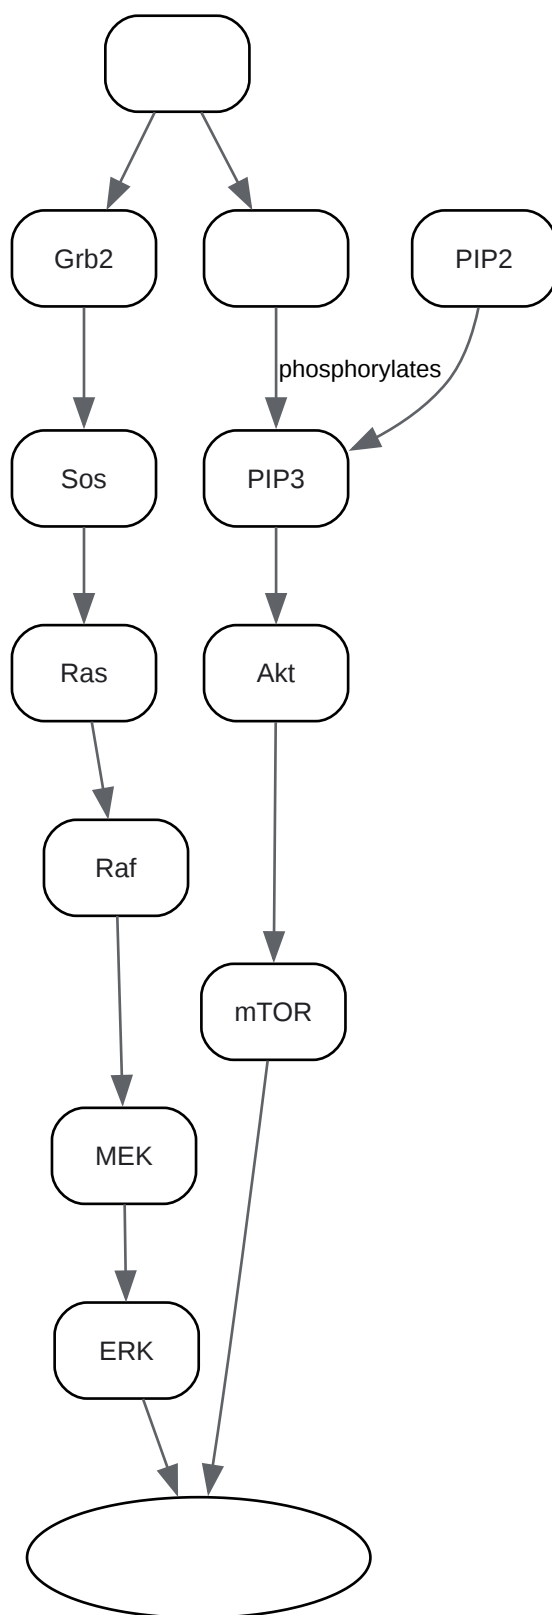 Grb2
PIP2
phosphorylates
Sos
PIP3
Ras
Akt
Raf
mTOR
MEK
ERK